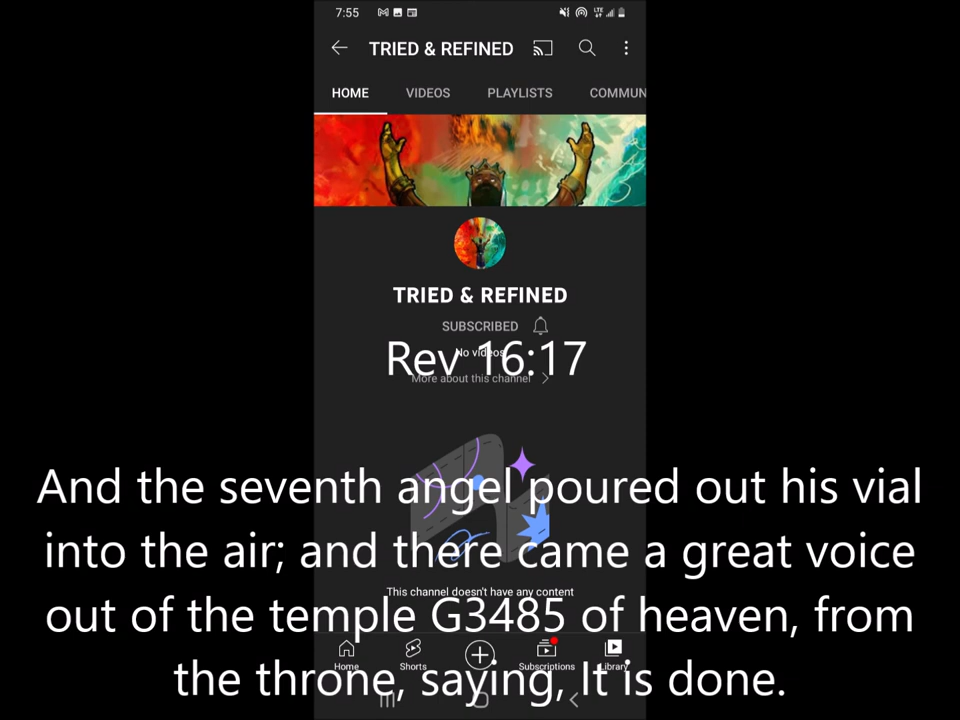 7:55
LTE
TRIED & REFINED
HOME VIDEOS PLAYLISTS COMMUN
TRIED & REFINED
SUBSCRIBED
No videos
Rev 16:17
More about this channel
And the seventh angel poured out his vial
into the air; and there came a great voice
This channel doesn't have any content
out of the temple G3485 of heaven, from
Home Shorts Subscriptions Library
the throne, saying, It is done.